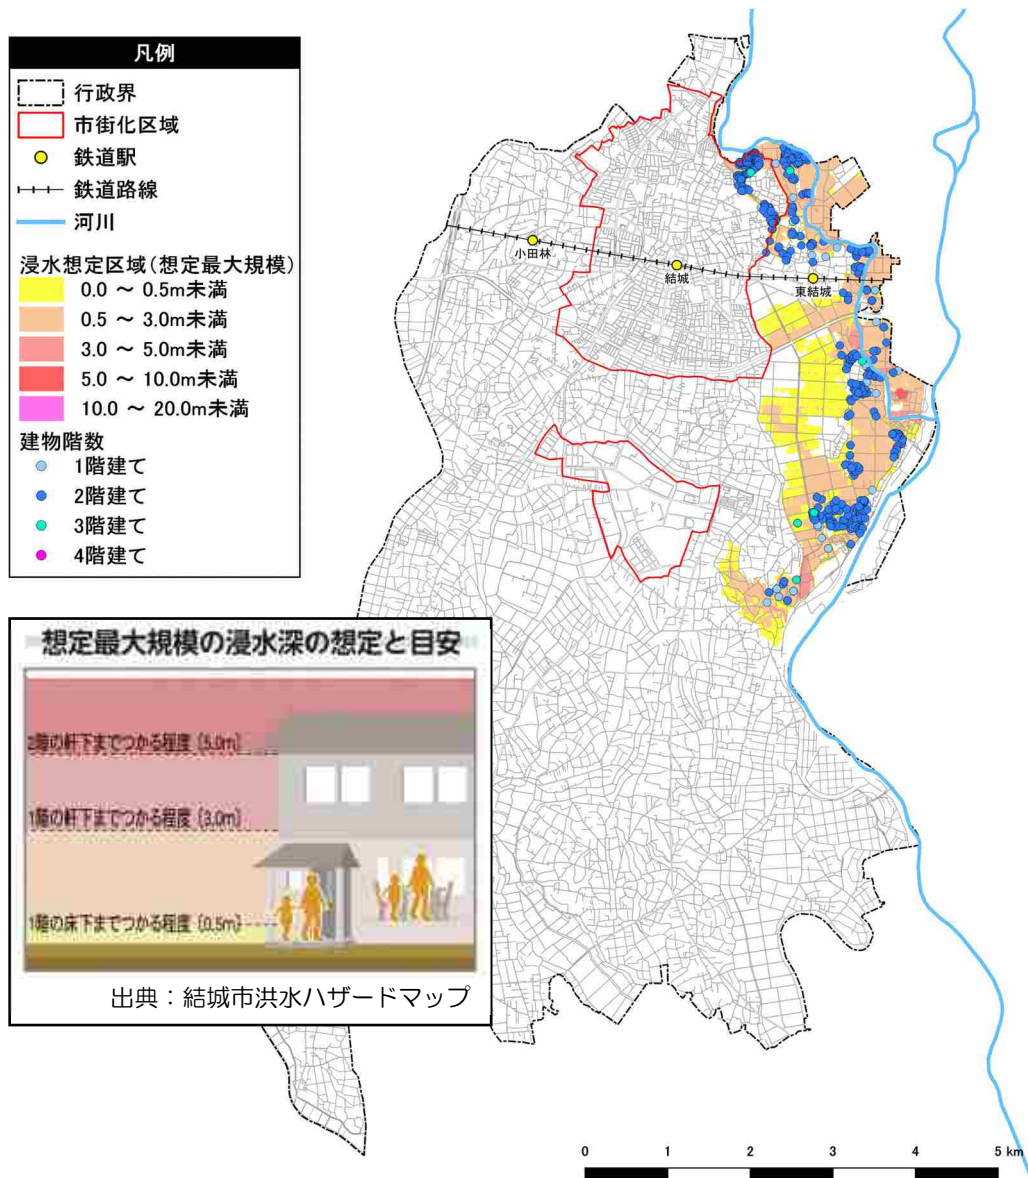 凡例
行政界
市街化区域
鉄道駅
鉄道路線
河川
浸水想定区域(想定最大規模)
0.0 ～ 0.5m未満
0.5 ～ 3.0m未満
3.0 ～ 5.0m未満
5.0 ～ 10.0m未満
10.0 ～ 20.0m未満
建物階数
1階建て
2階建て
3階建て
4階建て
小田林
結城
東結城
想定最大規模の浸水深の想定と目安
2階の軒下までつかる程度(5.0m)
1階の軒下までつかる程度(3.0m)
1階の床下までつかる程度(0.5m)
出典：結城市洪水ハザードマップ
0 1 2 3 4 5 km